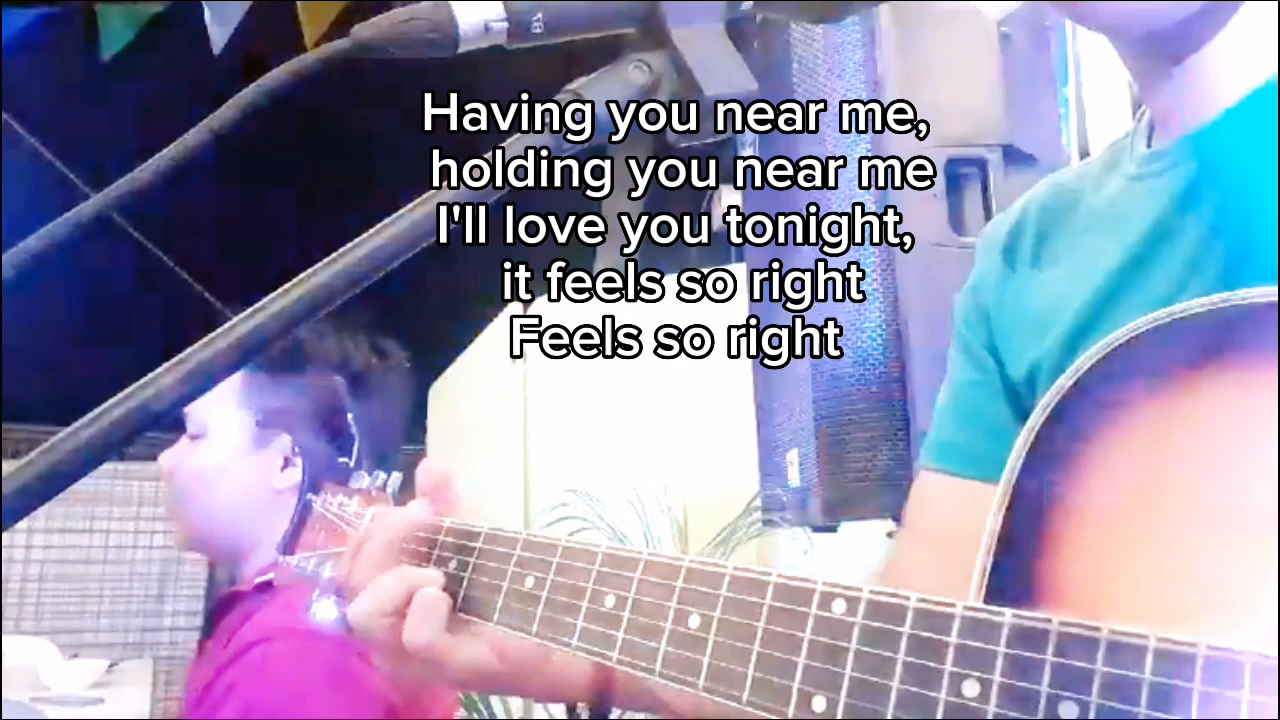 Having you near me,
holding you near me
I'll love you tonight,
it feels so right
Feels so right